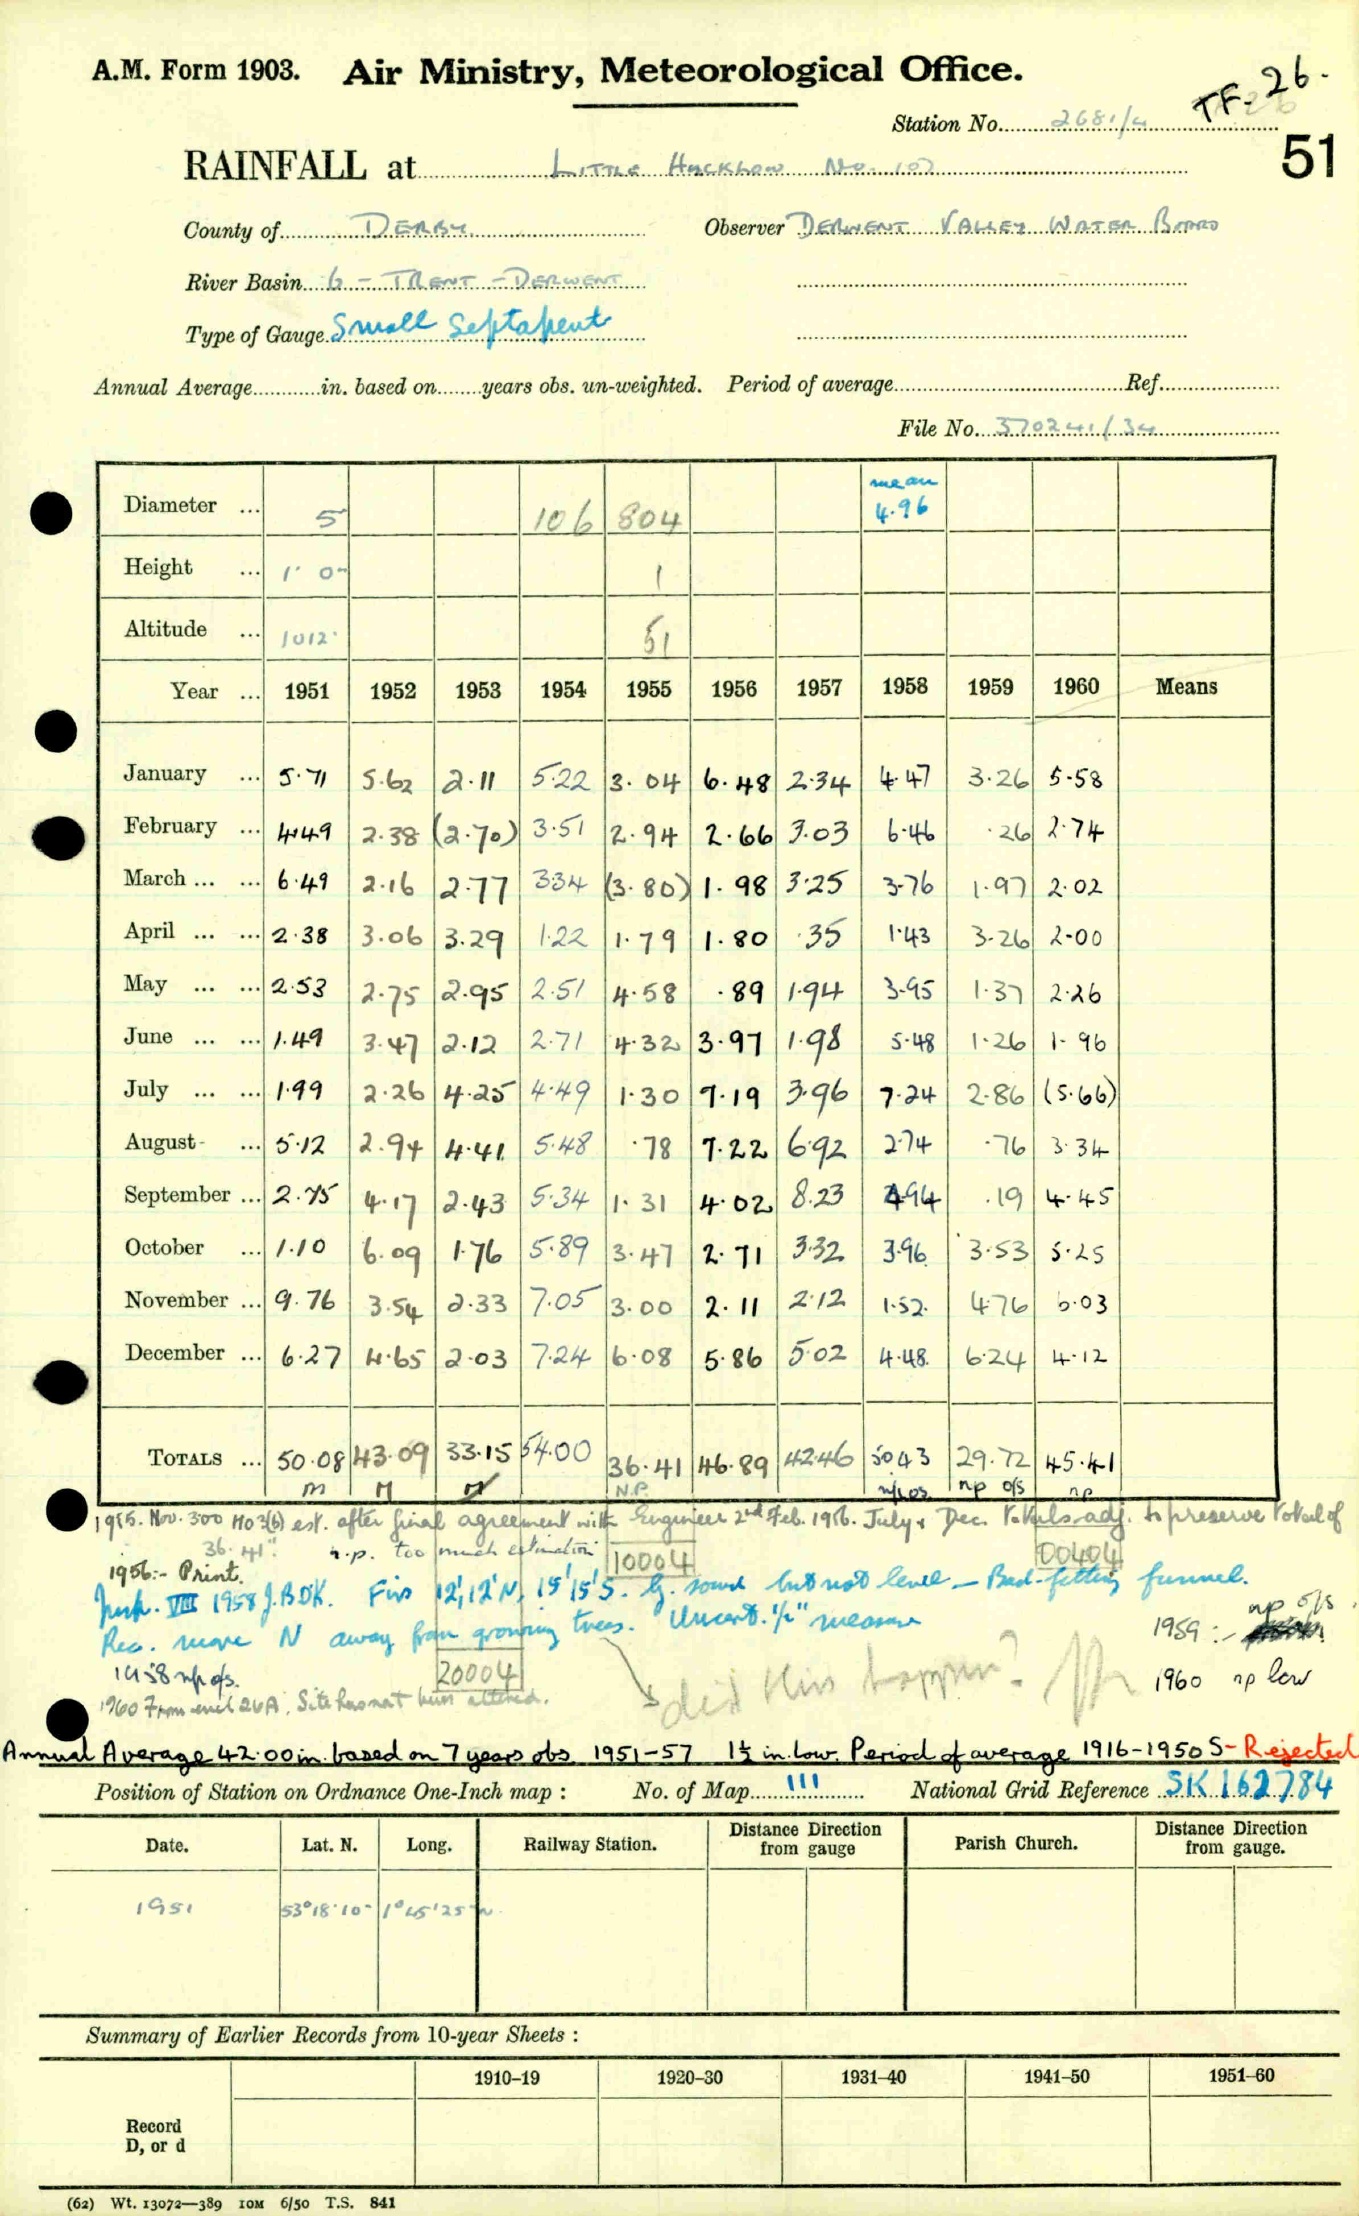 A.M. Form 1903. Air Ministry, Meteorological Office.
TF. 26.
Station No. 2681/4
51
RAINFALL at LITTLE HUCKLOW No. 107
County of DERBY Observer DERWENT VALLEY WATER BOARD
River Basin 6 - TRENT - DERWENT
Type of Gauge Small Septapent
Annual Average in. based on years obs. un-weighted. Period of average Ref.
File No. 370241/34
Diameter ... 5 106 804 mean 4.96
Height ... 1' 0" 1
Altitude ... 1012 51
Year ... 1951 1952 1953 1954 1955 1956 1957 1958 1959 1960 Means
January ... 5.71 5.62 2.11 5.22 3.04 6.48 2.34 4.47 3.26 5.58
February ... 4.49 2.38 (2.70) 3.51 2.94 2.66 3.03 6.46 .26 2.74
March ... ... 6.49 2.16 2.77 3.34 (3.80) 1.98 3.25 3.76 1.97 2.02
April ... ... 2.38 3.06 3.29 1.22 1.79 1.80 .35 1.43 3.26 2.00
May ... ... 2.53 2.75 2.95 2.51 4.58 .89 1.94 3.95 1.37 2.26
June ... ... 1.49 3.47 2.12 2.71 4.32 3.97 1.98 5.48 1.26 1.96
July ... ... 1.99 2.26 4.25 4.49 1.30 7.19 3.96 7.24 2.86 (5.66)
August ... 5.12 2.94 4.41 5.48 .78 7.22 6.92 2.74 .76 3.34
September ... 2.75 4.17 2.43 5.34 1.31 4.02 8.23 4.94 .19 4.45
October ... 1.10 6.09 1.76 5.89 3.47 2.71 3.32 3.96 3.53 5.25
November ... 9.76 3.54 2.33 7.05 3.00 2.11 2.12 1.52 4.76 6.03
December ... 6.27 4.65 2.03 7.24 6.08 5.86 5.02 4.48 6.24 4.12
TOTALS ... 50.08 43.09 33.15 54.00 36.41 46.89 42.46 50.43 29.72 45.41
m M M N.P. np os np o/s np
1955. Nov. 300 MO3(b) est. after final agreement with Engineer 2nd Feb. 1956. July & Dec. totals adj. to preserve total of
36.41". n.p. too much estimation 10004 00404
1956:- Print.
Insp. VIII 1958 J.BDK. Firs 12', 12' N, 15' 15' S. G. sound but not level - Bad-fitting funnel.
np o/s
Rec. move N away from growing trees. Uncert. ½" measure 1959:-
1958 np o/s. 20004 did this happen? 1960 np low
1960 From encl 26A. Site has not been altered.
Annual Average 42.00 in. based on 7 years obs. 1951-57 1½ in. low. Period of average 1916-1950 S - Rejected
Position of Station on Ordnance One-Inch map : No. of Map 111 National Grid Reference SK 162784
Date. Lat. N. Long. Railway Station. Distance from Direction gauge Parish Church. Distance from Direction gauge.
1951 53° 18' 10" 1° 45' 25" W.
Summary of Earlier Records from 10-year Sheets :
1910–19 1920–30 1931–40 1941–50 1951–60
Record
D, or d
(62) Wt. 13072—389 10M 6/50 T.S. 841